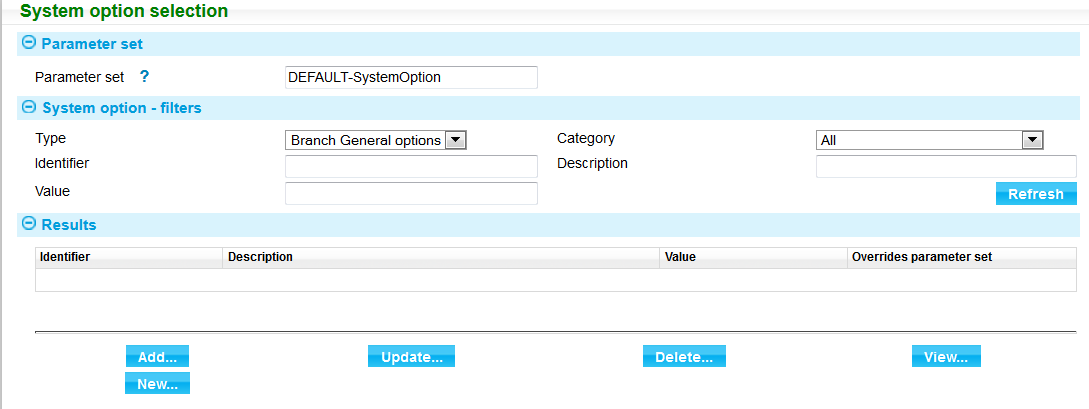 System option selection
Parameter set
Parameter set ? DEFAULT-SystemOption
System option - filters
Type Branch General options Category All
Identifier Description
Value
Refresh
Results
Identifier Description Value Overrides parameter set
Add... Update... Delete... View...
New...